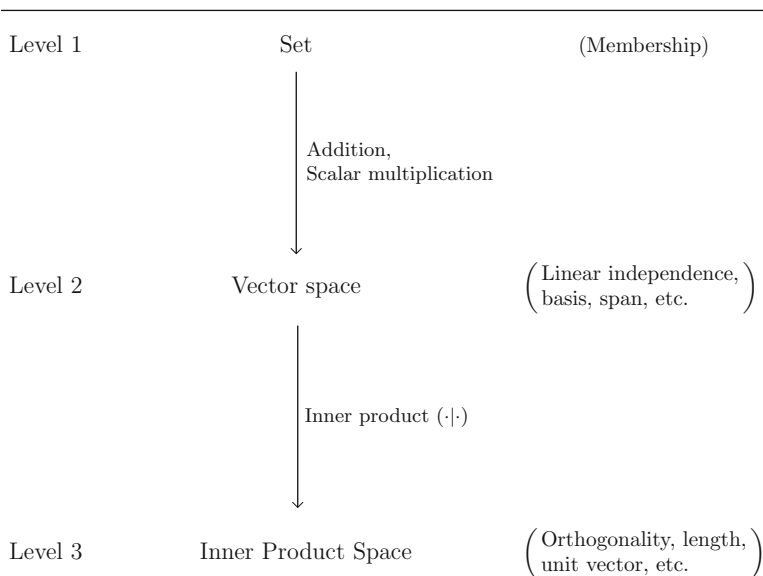 Level 1 Set (Membership)
Addition,
Scalar multiplication
Level 2 Vector space (Linear independence,
basis, span, etc.)
Inner product (·|·)
Level 3 Inner Product Space (Orthogonality, length,
unit vector, etc.)